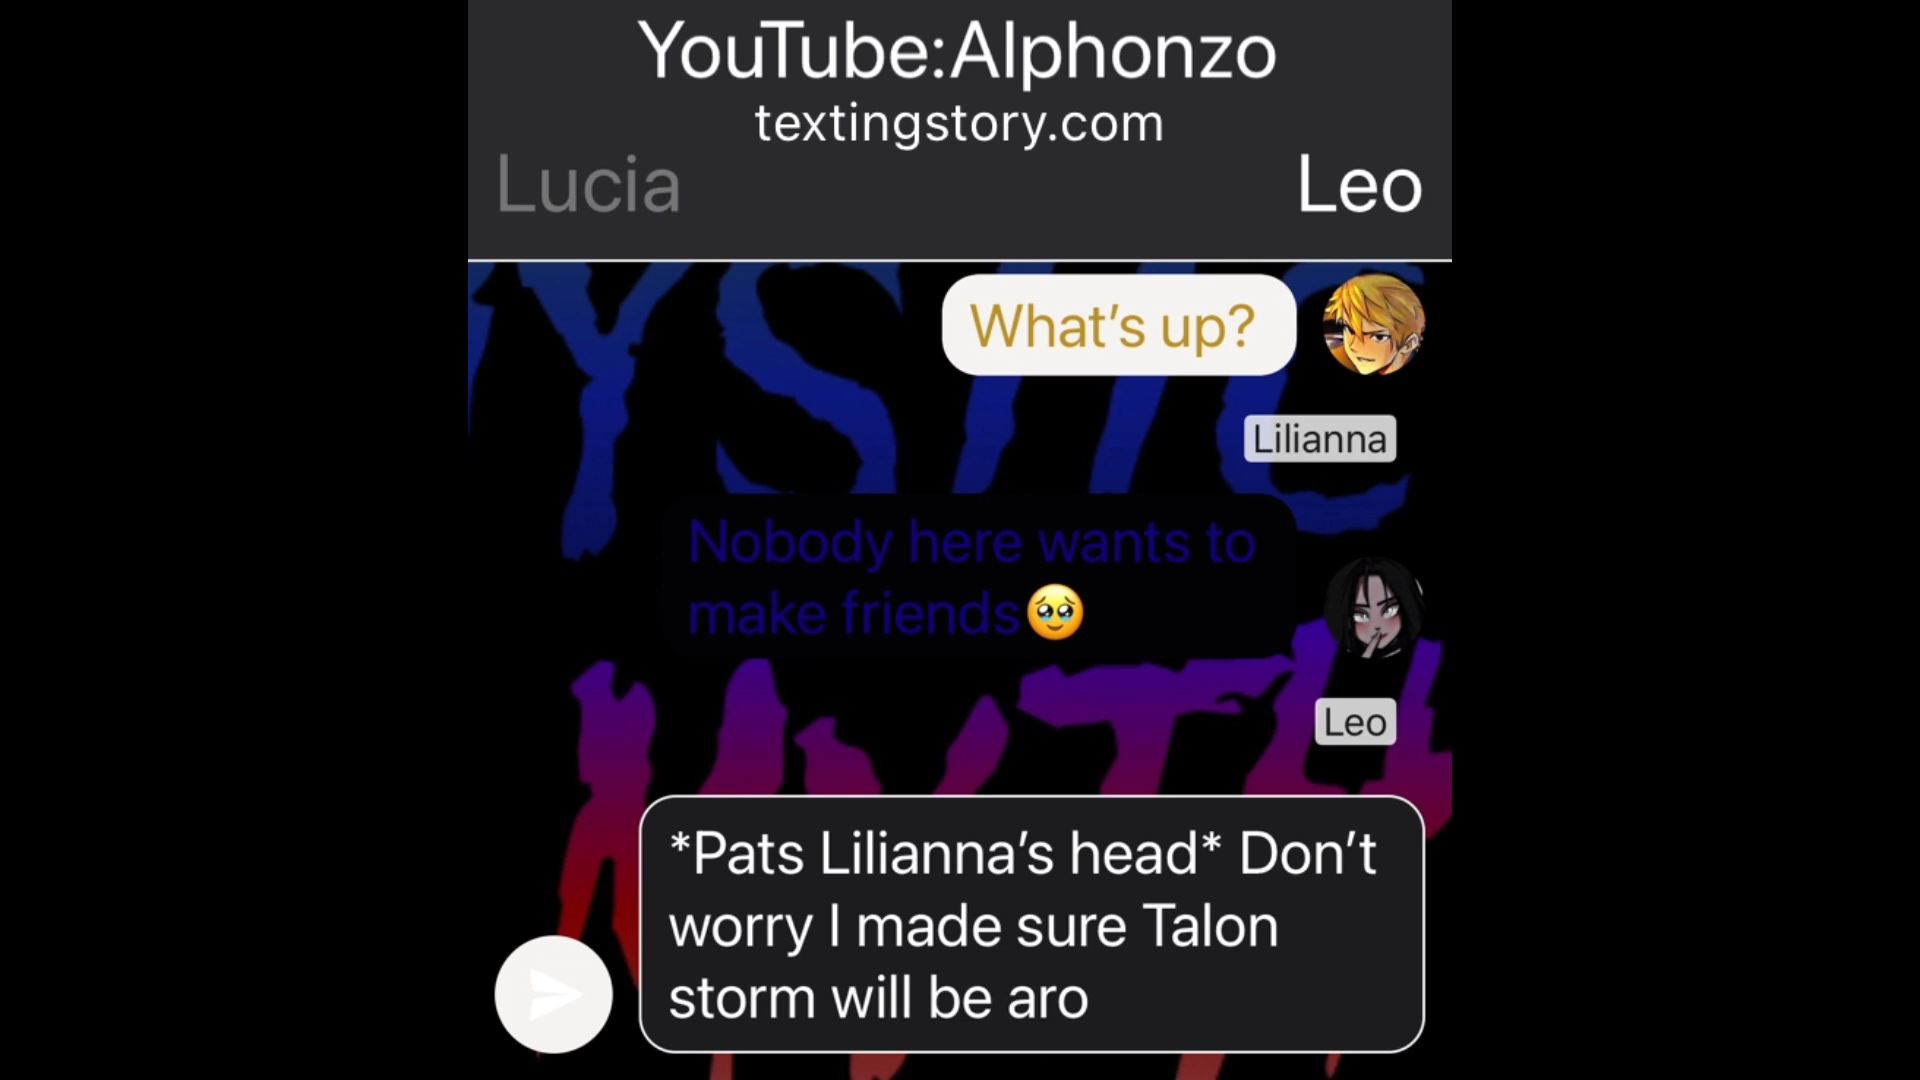 YouTube:Alphonzo
textingstory.com
Lucia
Leo
What's up?
Lilianna
Nobody here wants to
make friends🥹
Leo
*Pats Lilianna's head* Don't
worry I made sure Talon
storm will be aro